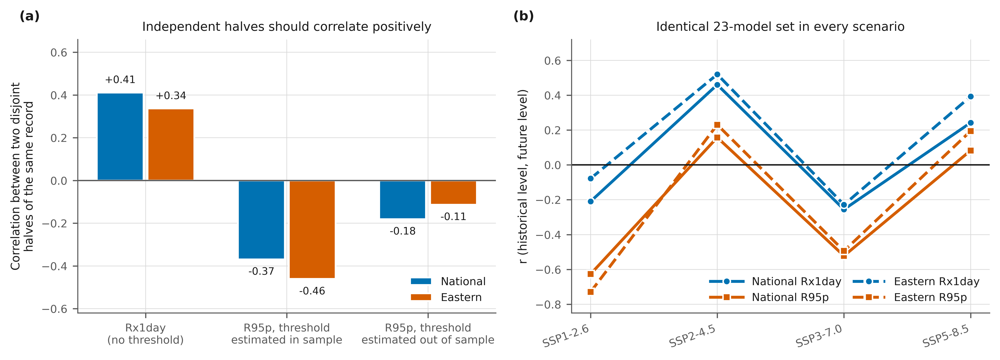 (a)
Independent halves should correlate positively
Correlation between two disjoint
halves of the same record
0.6
0.4
0.2
0.0
−0.2
−0.4
−0.6
+0.41
+0.34
-0.37
-0.46
-0.18
-0.11
National
Eastern
Rx1day
(no threshold)
R95p, threshold
estimated in sample
R95p, threshold
estimated out of sample
(b)
Identical 23-model set in every scenario
r (historical level, future level)
0.6
0.4
0.2
0.0
−0.2
−0.4
−0.6
−0.8
National Rx1day
National R95p
Eastern Rx1day
Eastern R95p
SSP1-2.6
SSP2-4.5
SSP3-7.0
SSP5-8.5